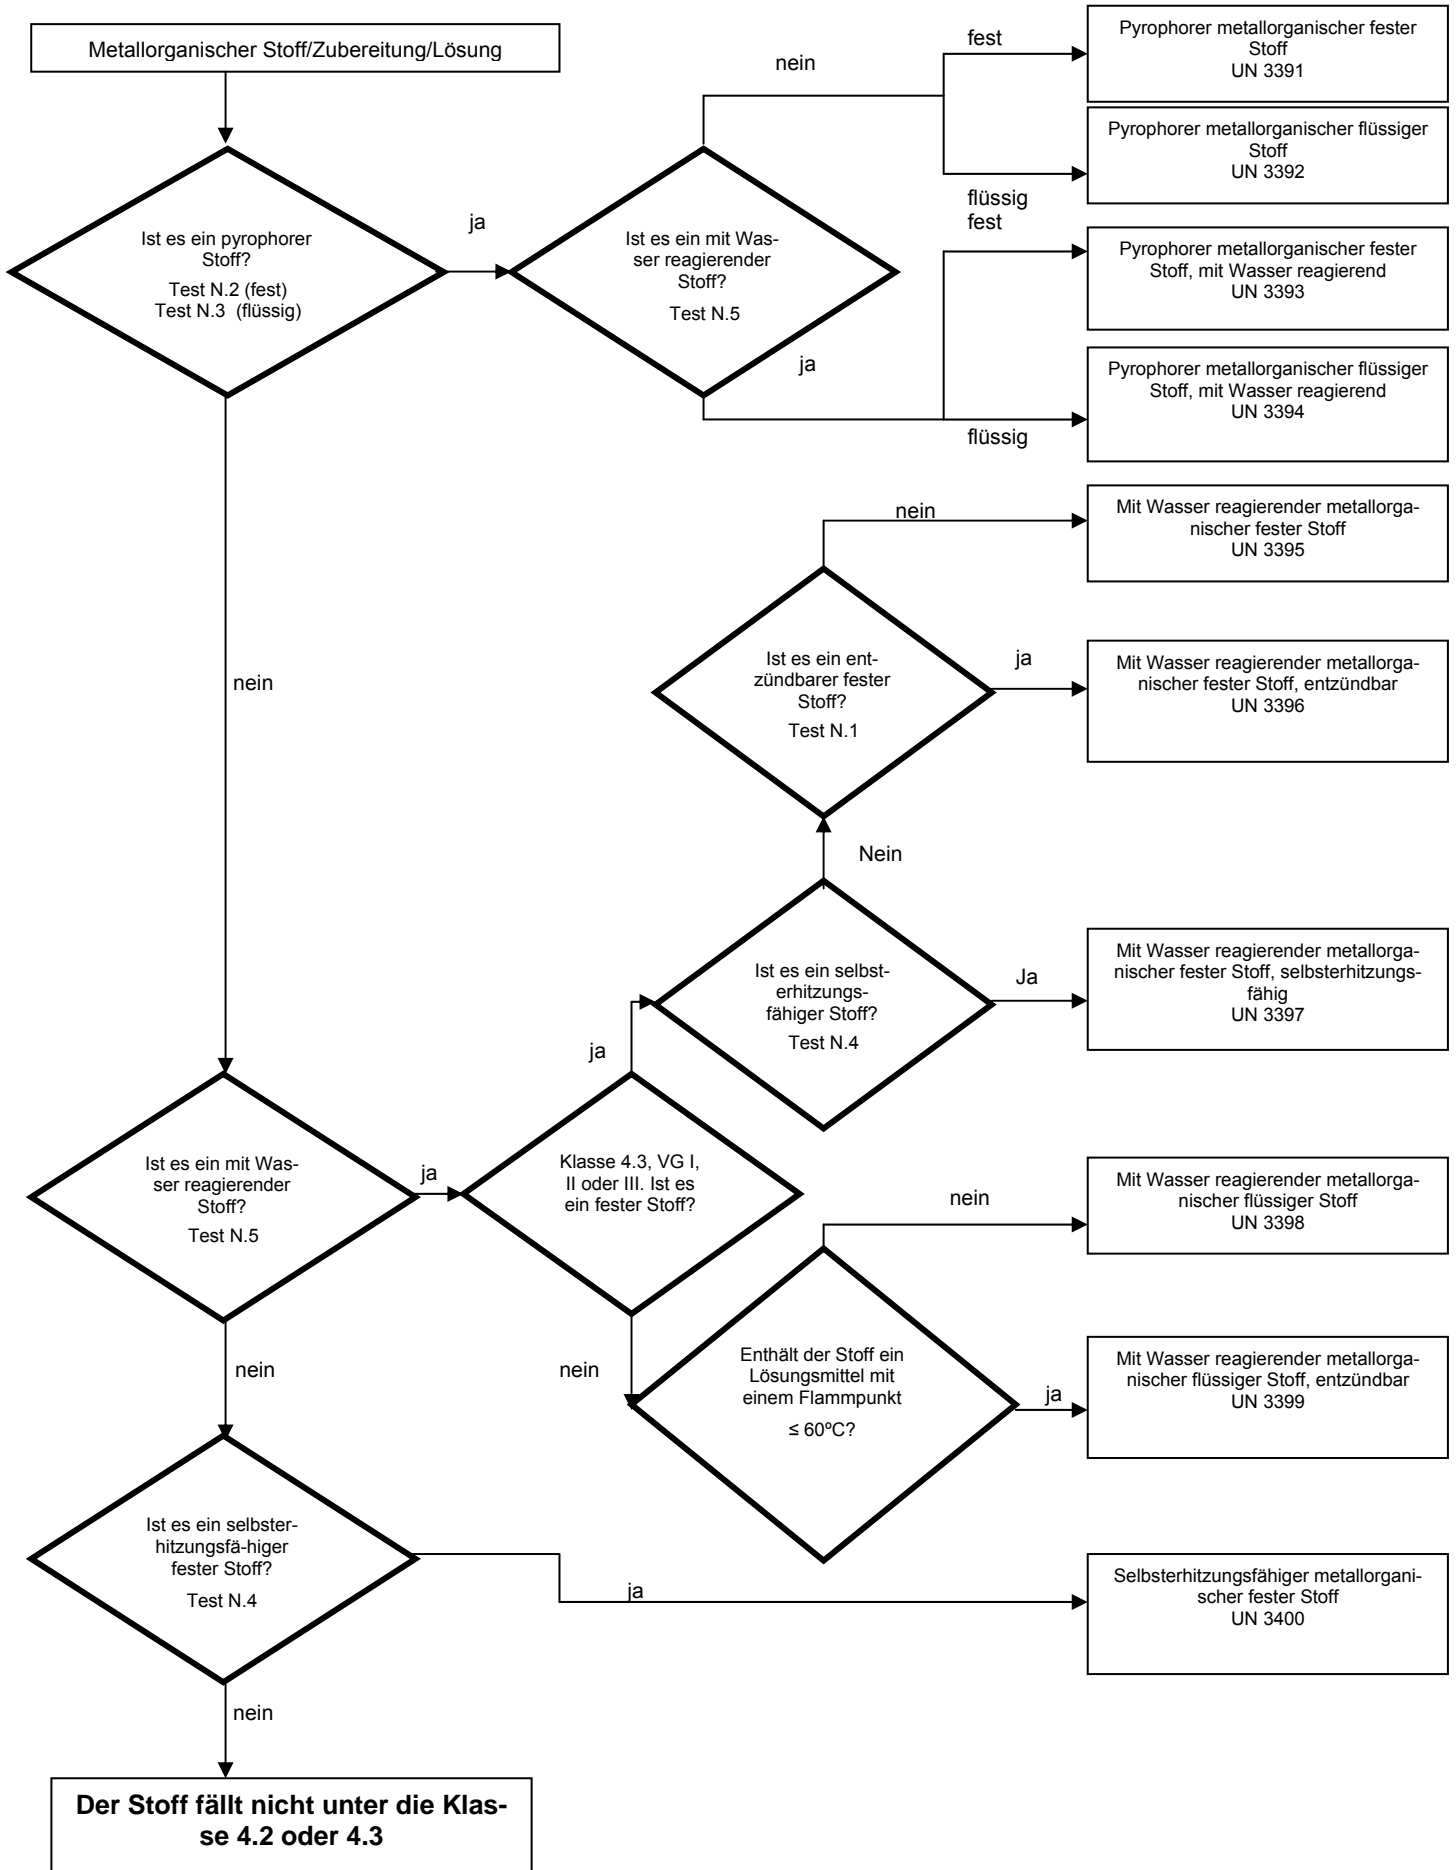 Metallorganischer Stoff/Zubereitung/Lösung
nein
fest
Pyrophorer metallorganischer fester
Stoff
UN 3391
Pyrophorer metallorganischer flüssiger
Stoff
UN 3392
Ist es ein pyrophorer
Stoff?
Test N.2 (fest)
Test N.3 (flüssig)
ja
Ist es ein mit Was-
ser reagierender
Stoff?
Test N.5
flüssig
fest
Pyrophorer metallorganischer fester
Stoff, mit Wasser reagierend
UN 3393
ja
Pyrophorer metallorganischer flüssiger
Stoff, mit Wasser reagierend
UN 3394
flüssig
nein
Mit Wasser reagierender metallorga-
nischer fester Stoff
UN 3395
nein
Ist es ein ent-
zündbarer fester
Stoff?
Test N.1
ja
Mit Wasser reagierender metallorga-
nischer fester Stoff, entzündbar
UN 3396
Nein
Ist es ein selbst-
erhitzungs-
fähiger Stoff?
Test N.4
Ja
Mit Wasser reagierender metallorga-
nischer fester Stoff, selbsterhitzungs-
fähig
UN 3397
ja
Ist es ein mit Was-
ser reagierender
Stoff?
Test N.5
ja
Klasse 4.3, VG I,
II oder III. Ist es
ein fester Stoff?
nein
Mit Wasser reagierender metallorga-
nischer flüssiger Stoff
UN 3398
nein
nein
Enthält der Stoff ein
Lösungsmittel mit
einem Flammpunkt
≤ 60ºC?
ja
Mit Wasser reagierender metallorga-
nischer flüssiger Stoff, entzündbar
UN 3399
Ist es ein selbster-
hitzungsfä-higer
fester Stoff?
Test N.4
ja
Selbsterhitzungsfähiger metallorgani-
scher fester Stoff
UN 3400
nein
Der Stoff fällt nicht unter die Klas-
se 4.2 oder 4.3